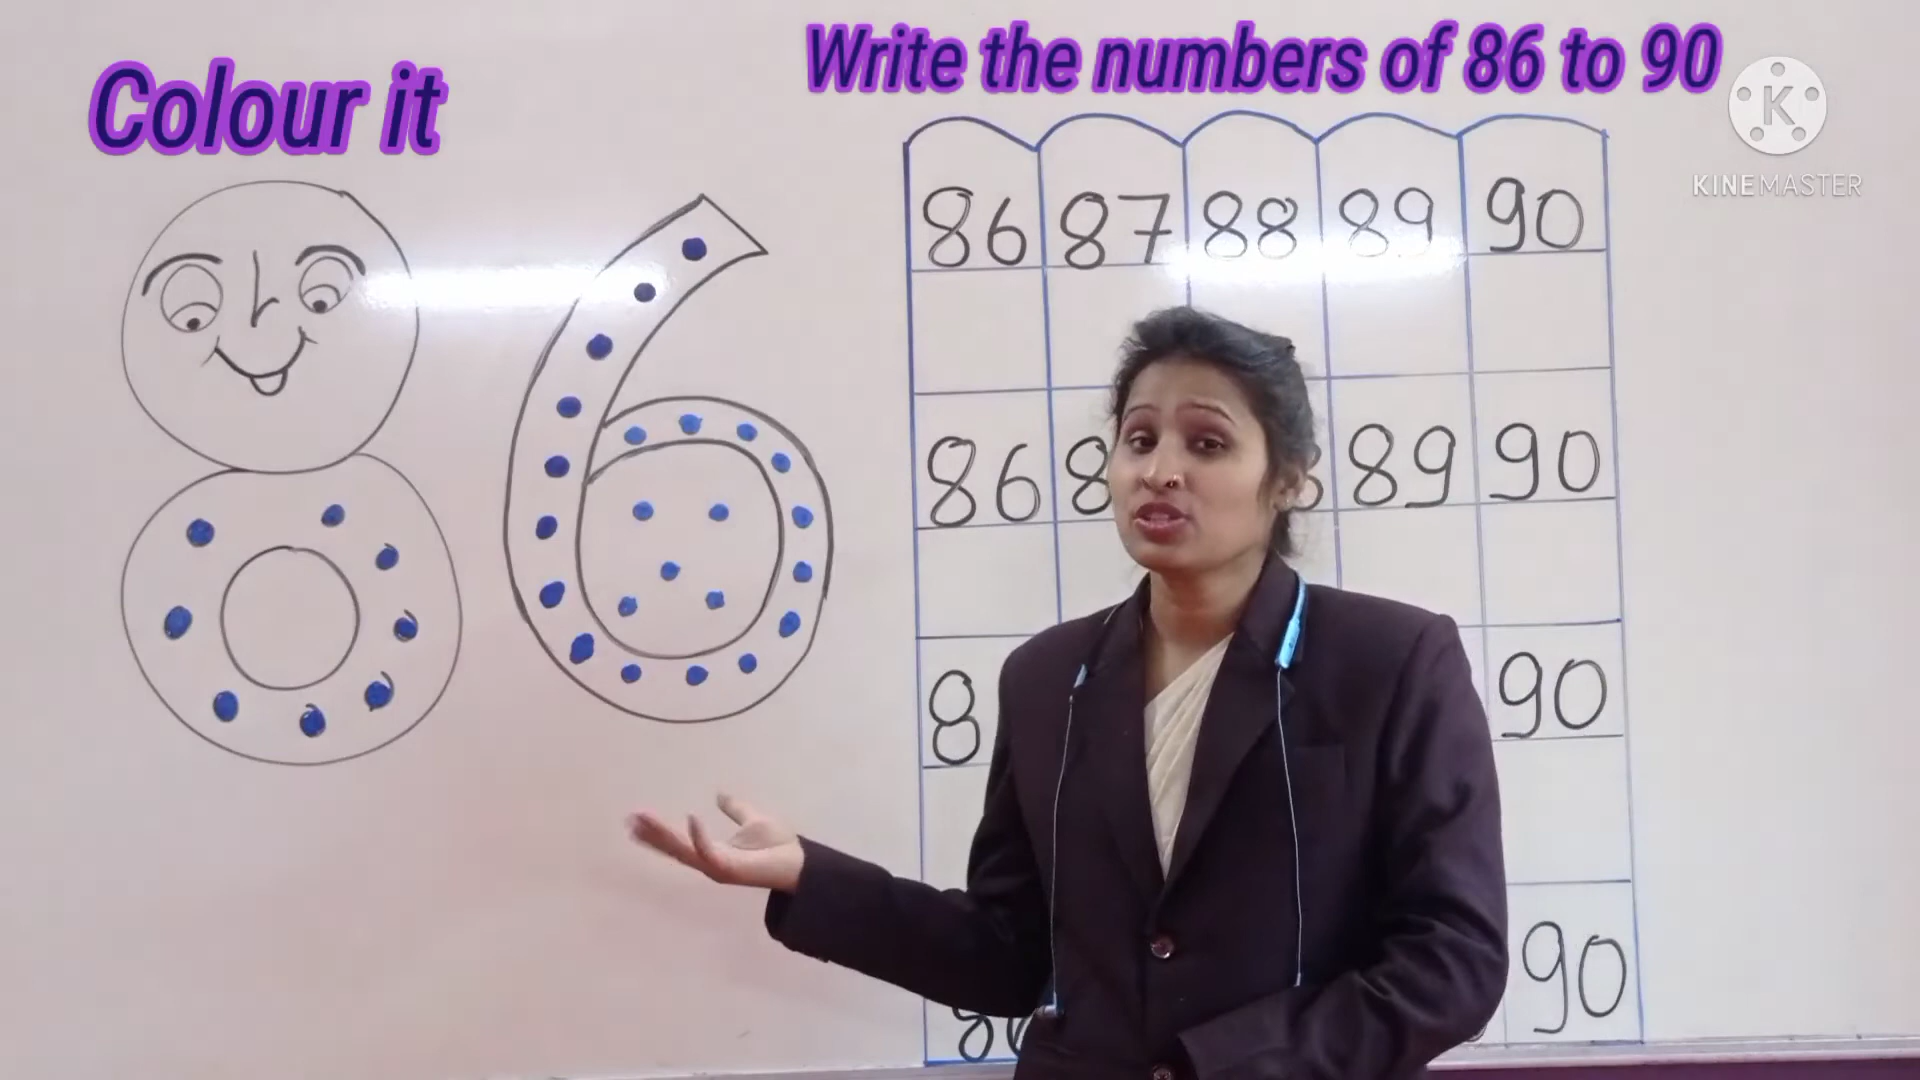 Colour it
Write the numbers of 86 to 90
KINEMASTER
86 87 88 89 90
86 89 90
90
90